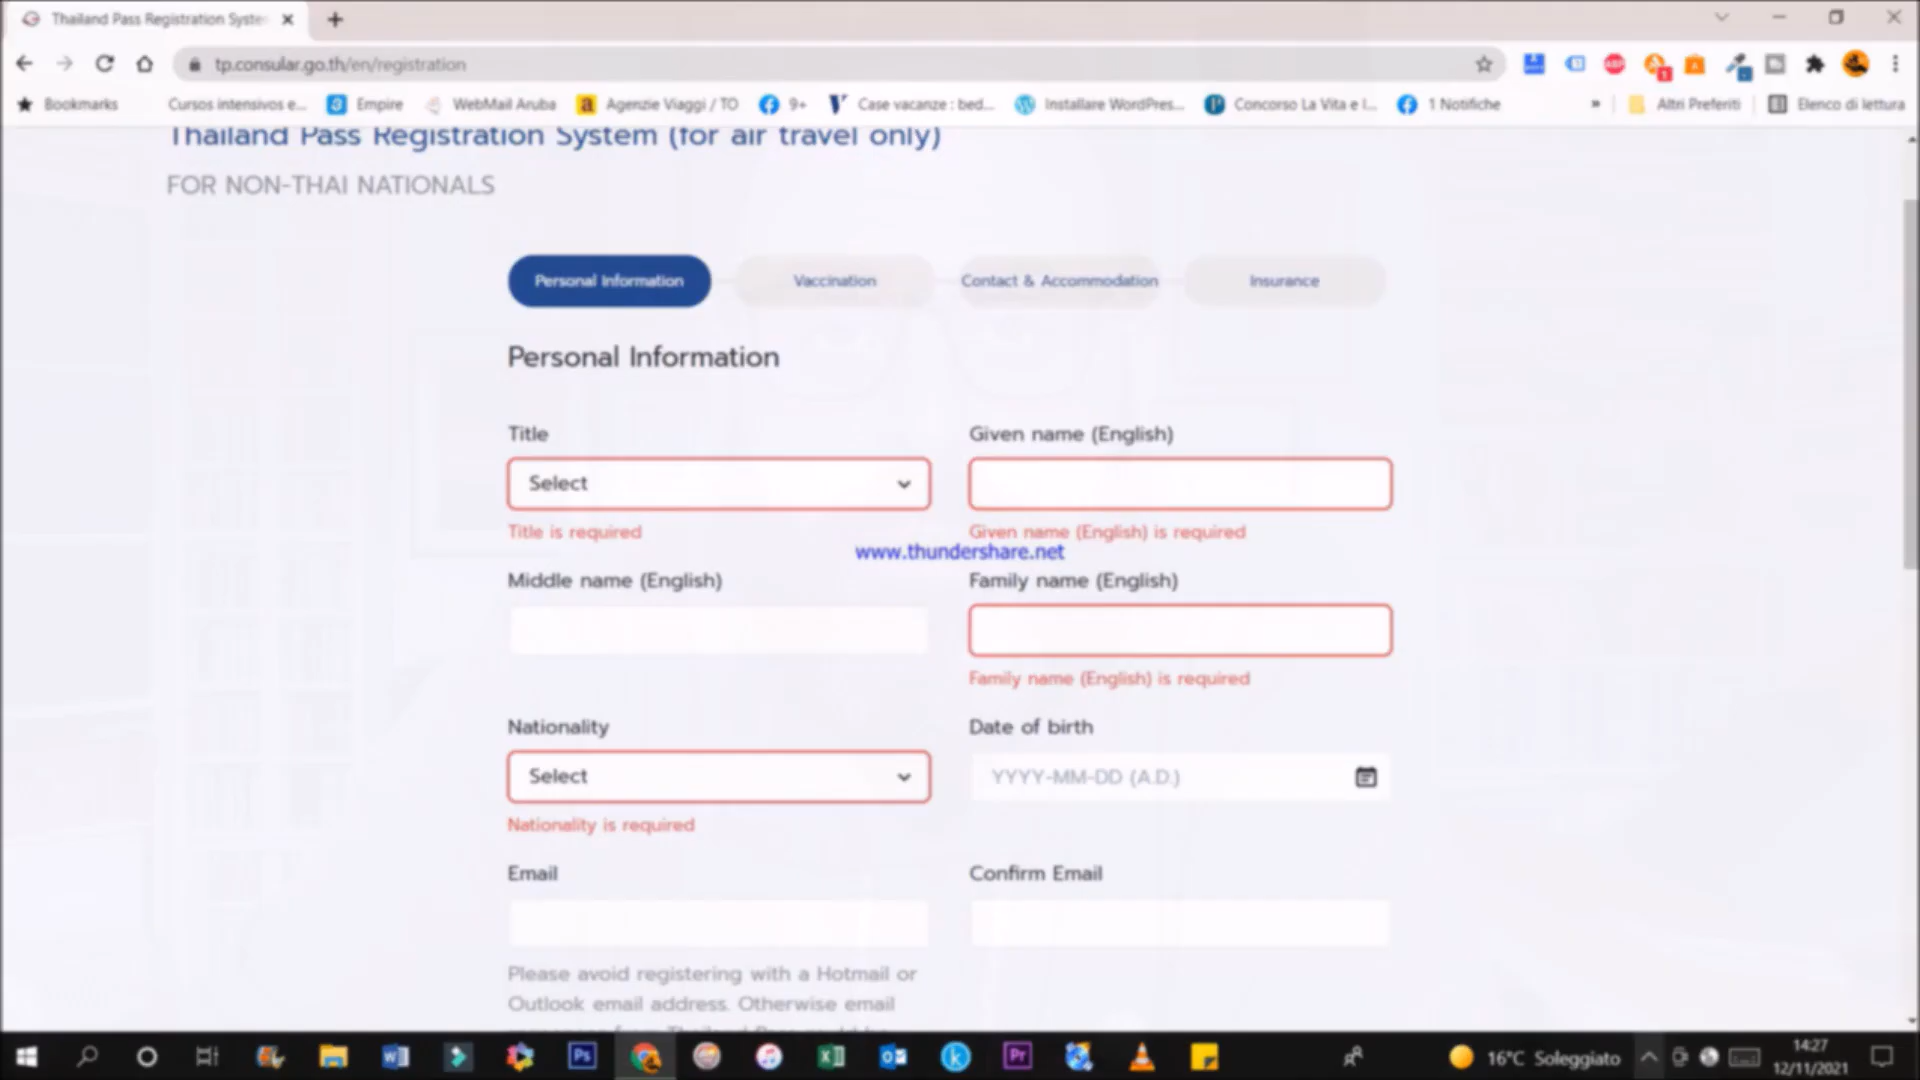 Thailand Pass Registration Syste
tp.consular.go.th/en/registration
Bookmarks
Cursos intensivos e...
Empire
WebMail Aruba
Agenzie Viaggi / TO
9+
Case vacanze : bed...
Installare WordPres...
Concorso La Vita e l...
1 Notifiche
»
Altri Preferiti
Elenco di lettura
Thailand Pass Registration System (for air travel only)
FOR NON-THAI NATIONALS
Personal Information
Vaccination
Contact & Accommodation
Insurance
Personal Information
Title
Given name (English)
Select
Title is required
Given name (English) is required
www.thundershare.net
Middle name (English)
Family name (English)
Family name (English) is required
Nationality
Date of birth
Select
YYYY-MM-DD (A.D.)
Nationality is required
Email
Confirm Email
Please avoid registering with a Hotmail or
Outlook email address. Otherwise email
16°C Soleggiato
14:27
12/11/2021